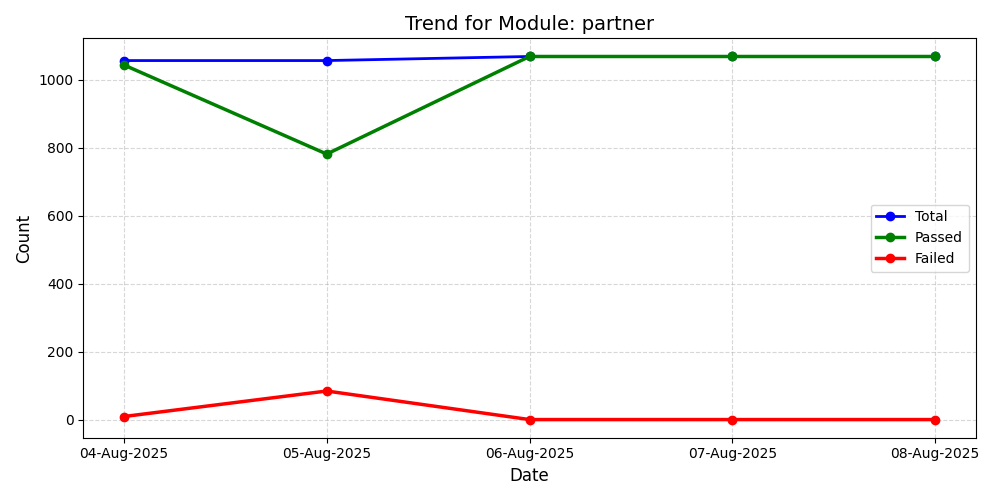 Trend for Module: partner
Count
1000
800
600
400
200
0
Total
Passed
Failed
04-Aug-2025 05-Aug-2025 06-Aug-2025 07-Aug-2025 08-Aug-2025
Date